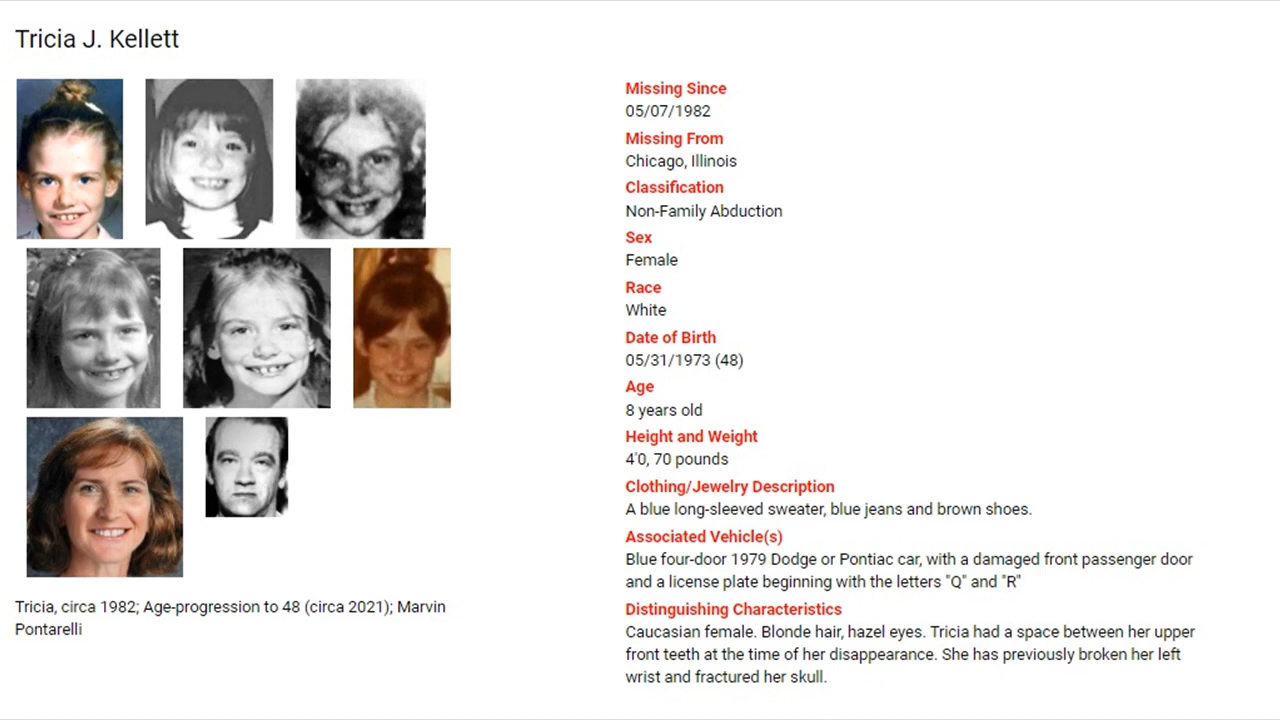 Tricia J. Kellett
Tricia, circa 1982; Age-progression to 48 (circa 2021); Marvin
Pontarelli
Missing Since
05/07/1982
Missing From
Chicago, Illinois
Classification
Non-Family Abduction
Sex
Female
Race
White
Date of Birth
05/31/1973 (48)
Age
8 years old
Height and Weight
4'0, 70 pounds
Clothing/Jewelry Description
A blue long-sleeved sweater, blue jeans and brown shoes.
Associated Vehicle(s)
Blue four-door 1979 Dodge or Pontiac car, with a damaged front passenger door
and a license plate beginning with the letters "Q" and "R"
Distinguishing Characteristics
Caucasian female. Blonde hair, hazel eyes. Tricia had a space between her upper
front teeth at the time of her disappearance. She has previously broken her left
wrist and fractured her skull.